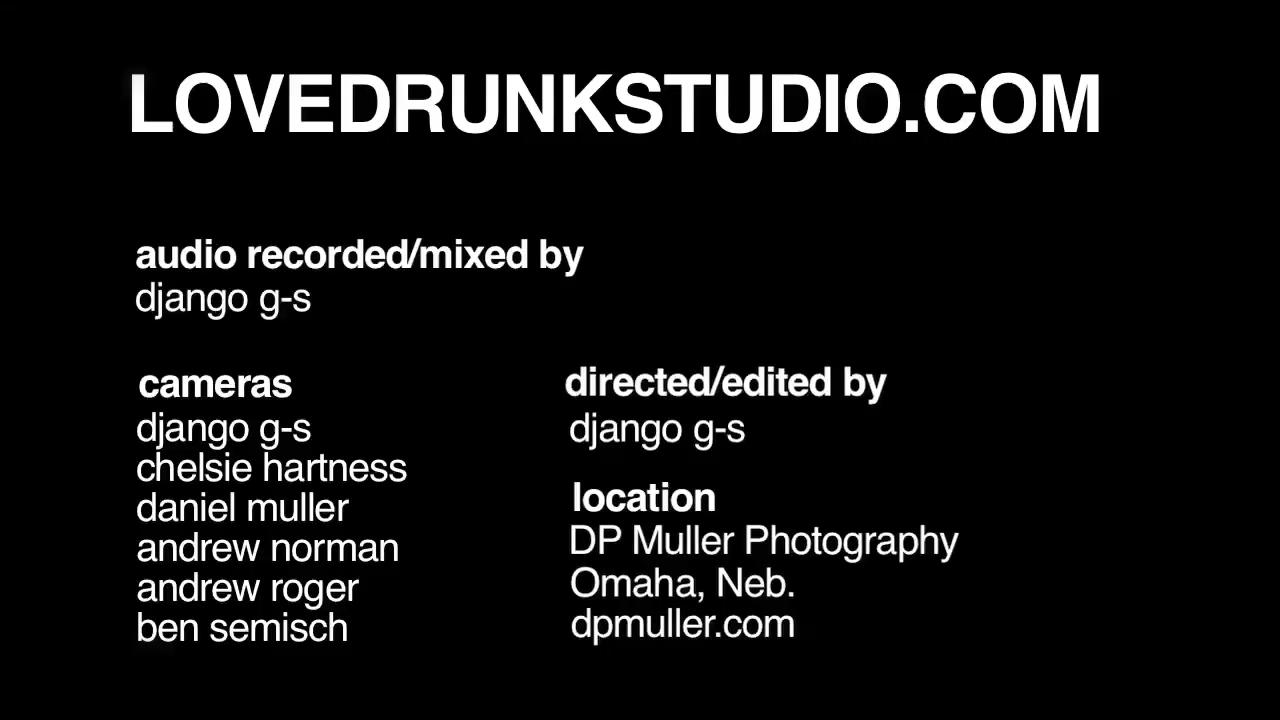 LOVEDRUNKSTUDIO.COM
audio recorded/mixed by
django g-s
cameras
django g-s
chelsie hartness
daniel muller
andrew norman
andrew roger
ben semisch
directed/edited by
django g-s
location
DP Muller Photography
Omaha, Neb.
dpmuller.com